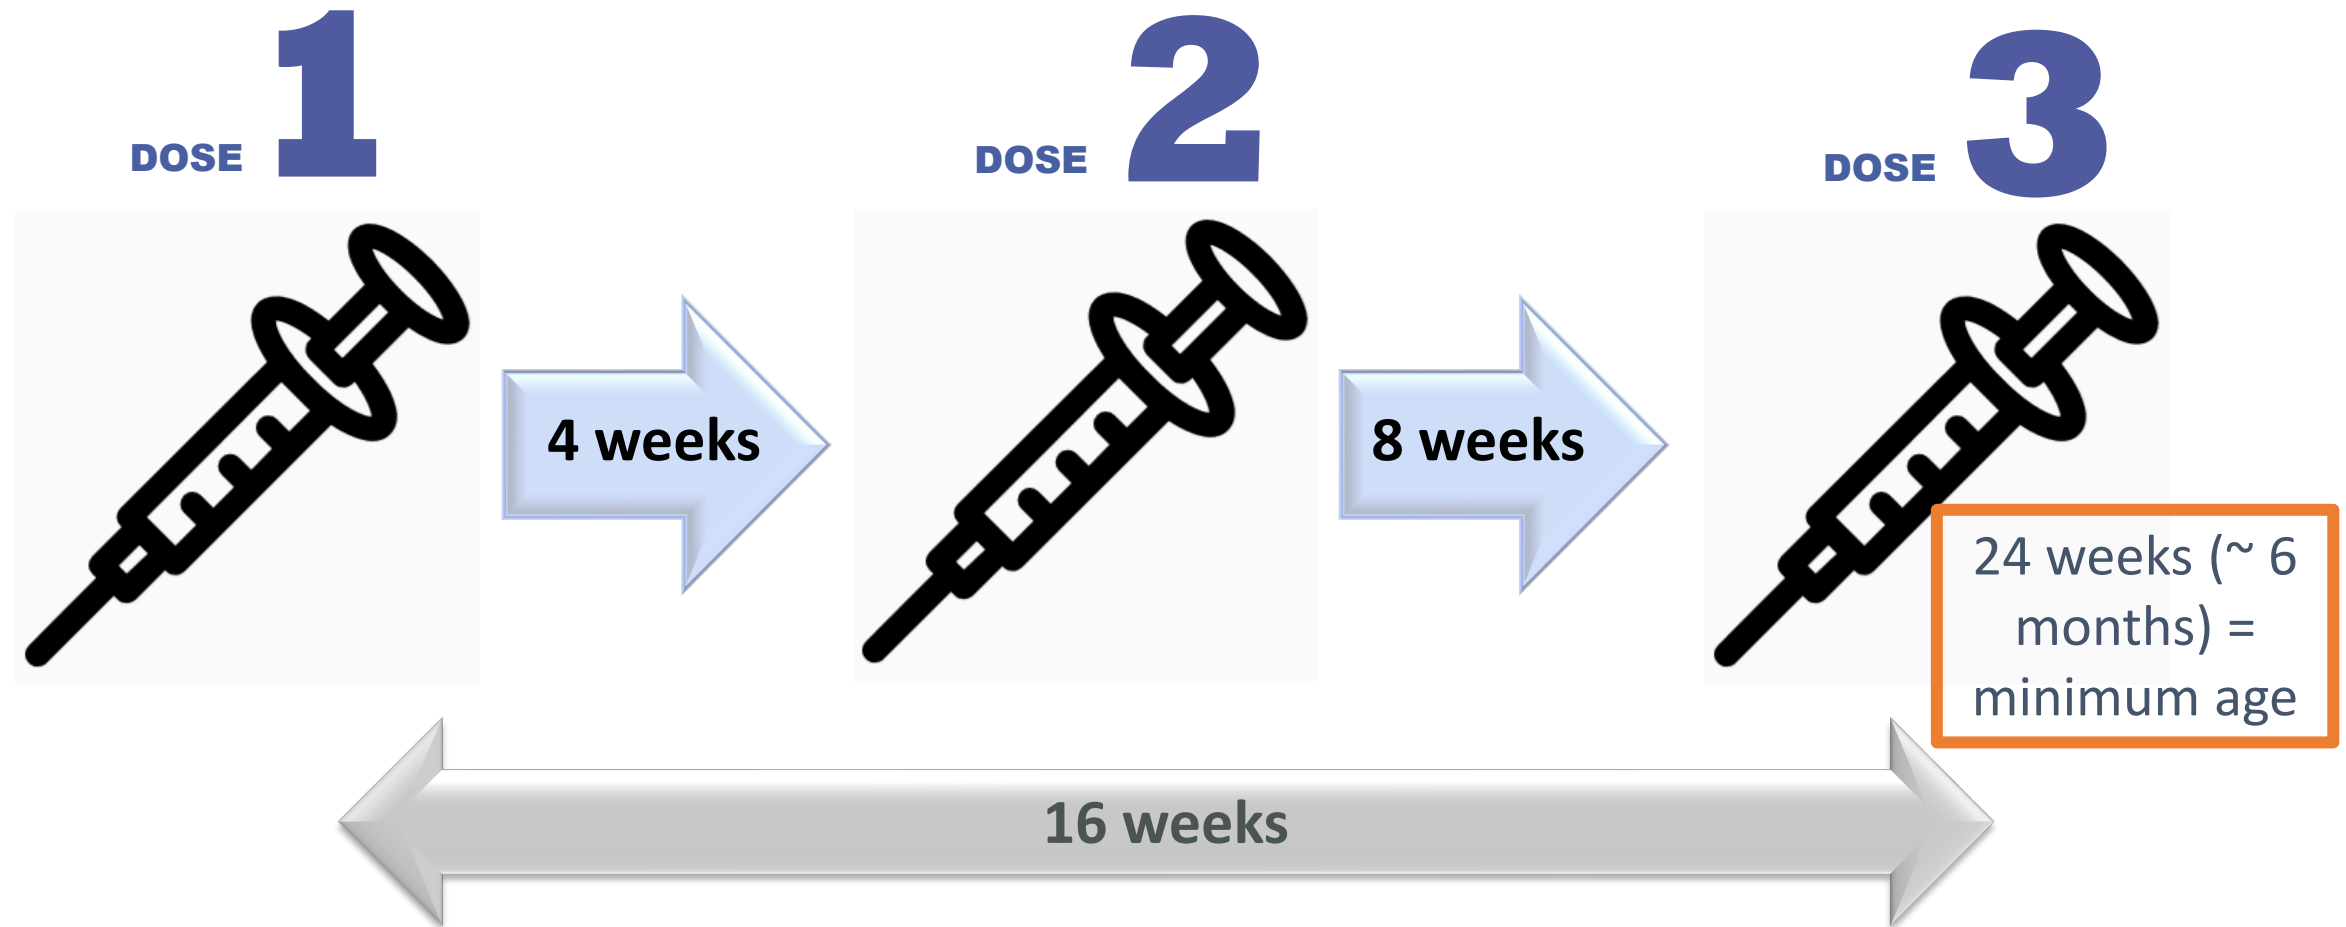 DOSE 1
DOSE 2
DOSE 3
4 weeks
8 weeks
24 weeks (~ 6
months) =
minimum age
16 weeks